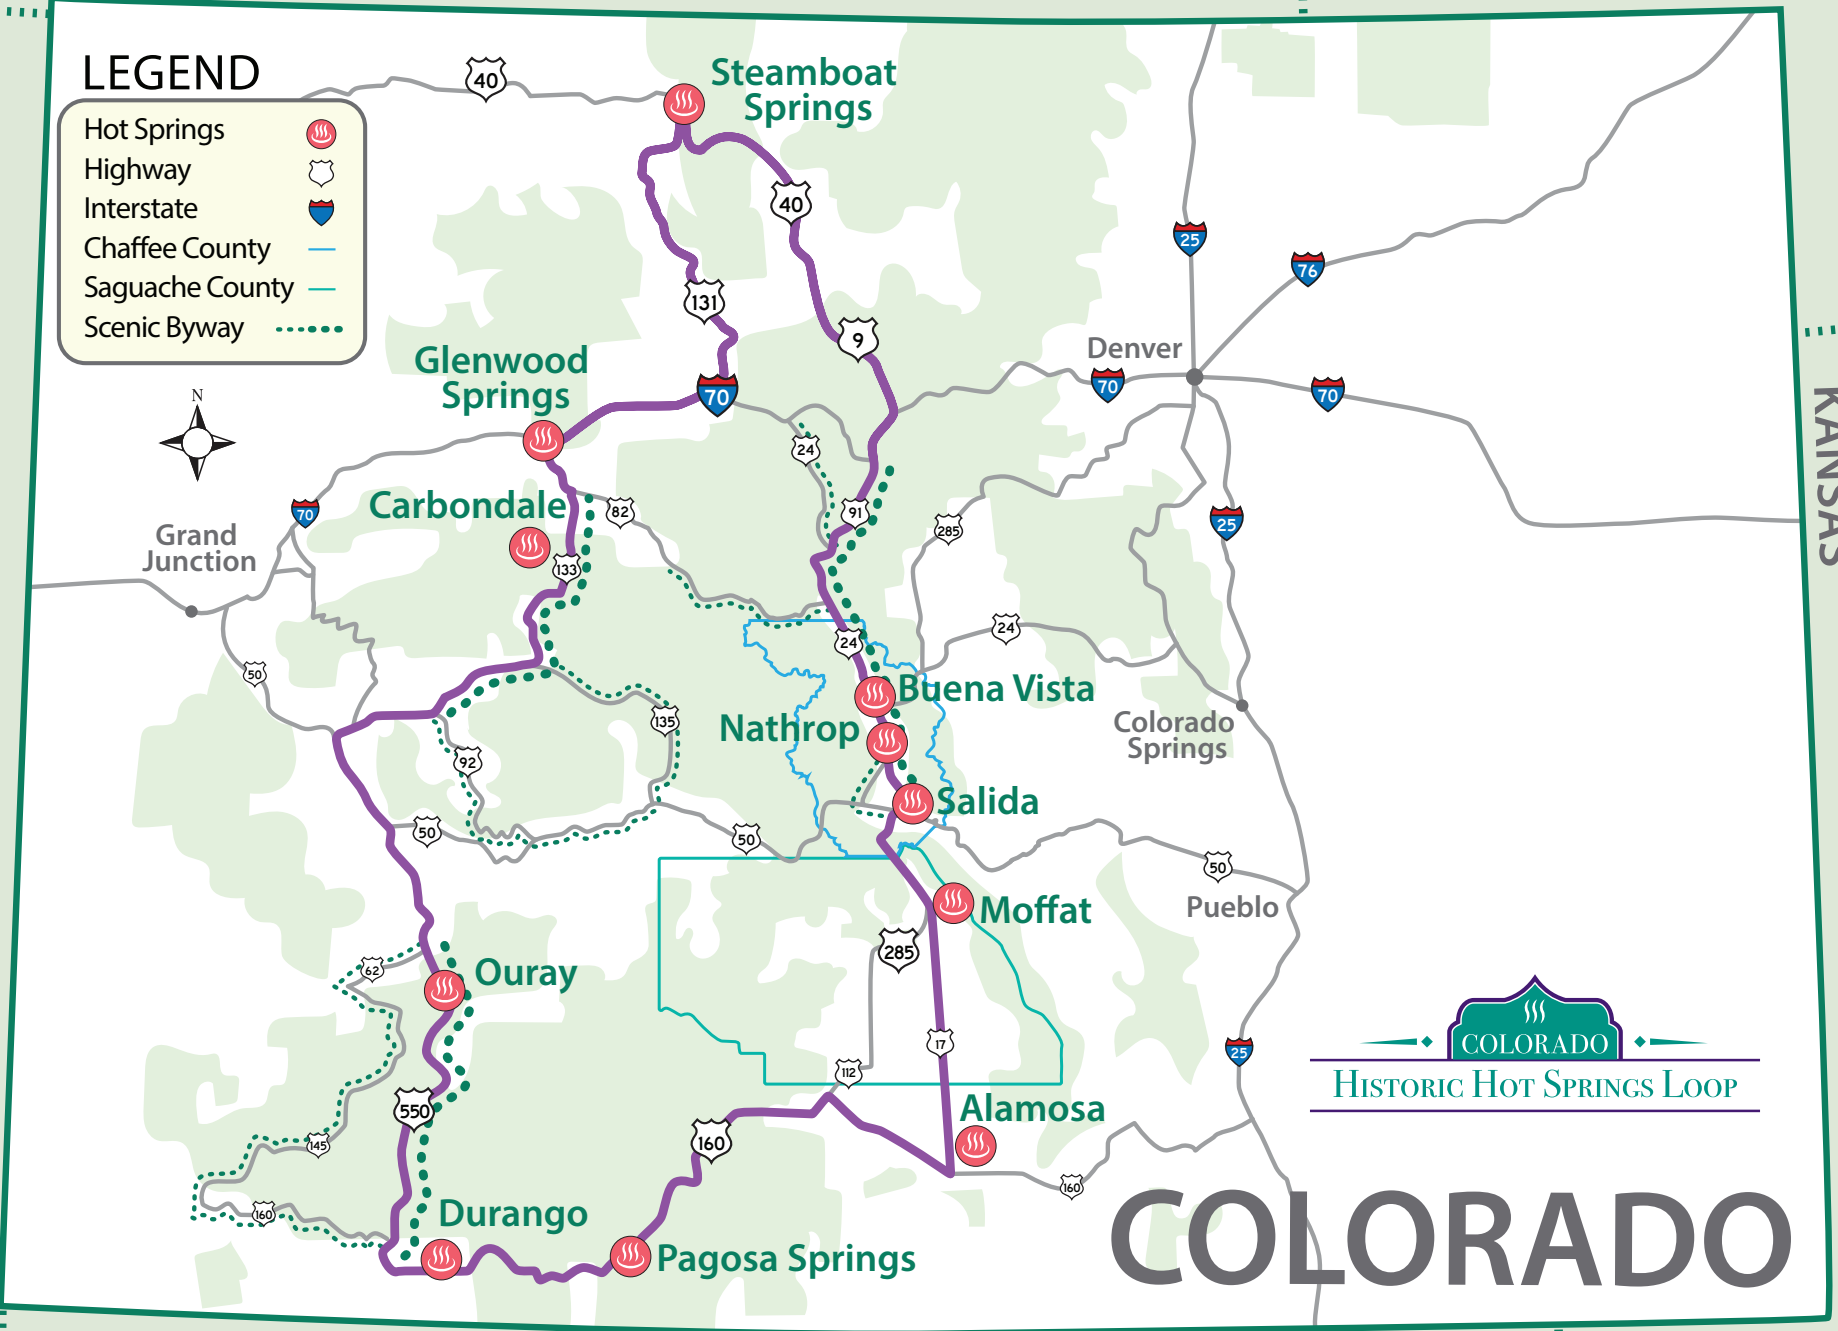 LEGEND
Hot Springs
Highway
Interstate
Chaffee County
Saguache County
Scenic Byway
N
40
Steamboat
Springs
40
131
9
25
76
Glenwood
Springs
70
Denver
70
70
24
Carbondale
82
91
285
25
133
70
Grand
Junction
KANSAS
50
24
24
Buena Vista
Nathrop
135
92
Colorado
Springs
Salida
50
50
50
Pueblo
Moffat
285
62
Ouray
17
112
25
COLORADO
HISTORIC HOT SPRINGS LOOP
550
145
160
Alamosa
160
160
Durango
Pagosa Springs
COLORADO